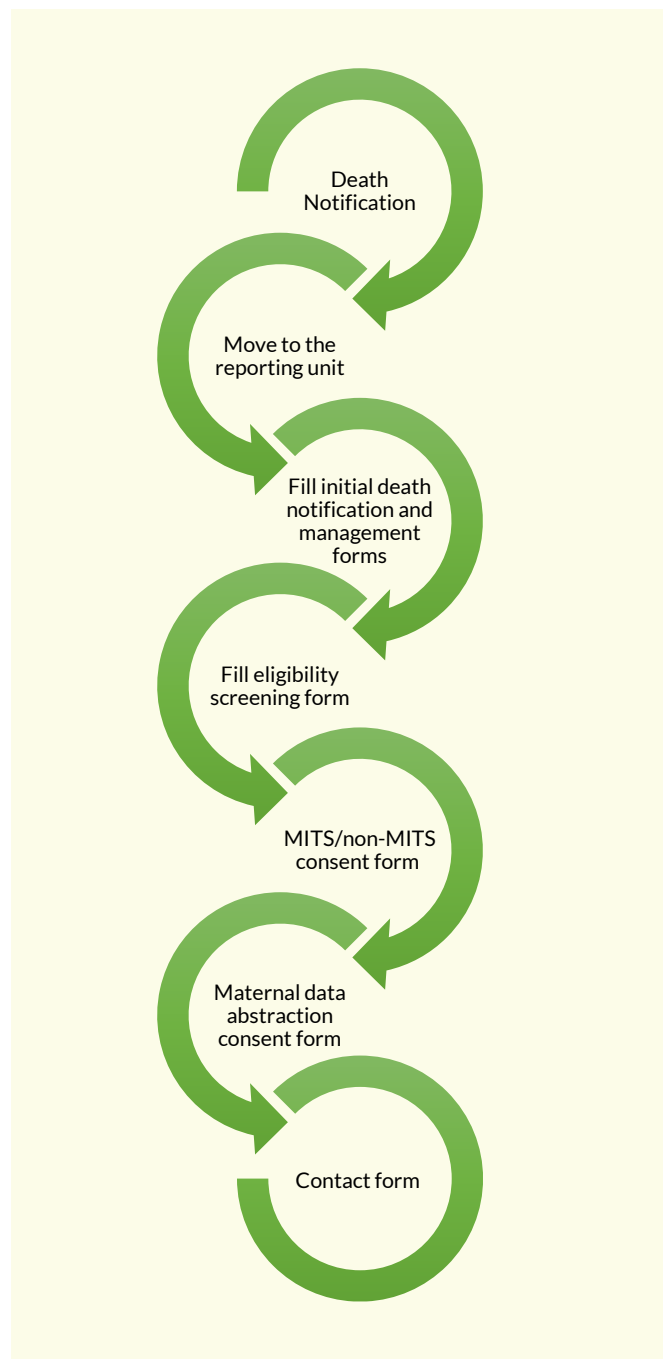 Death
Notification
Move to the
reporting unit
Fill initial death
notification and
management
forms
Fill eligibility
screening form
MITS/non-MITS
consent form
Maternal data
abstraction
consent form
Contact form